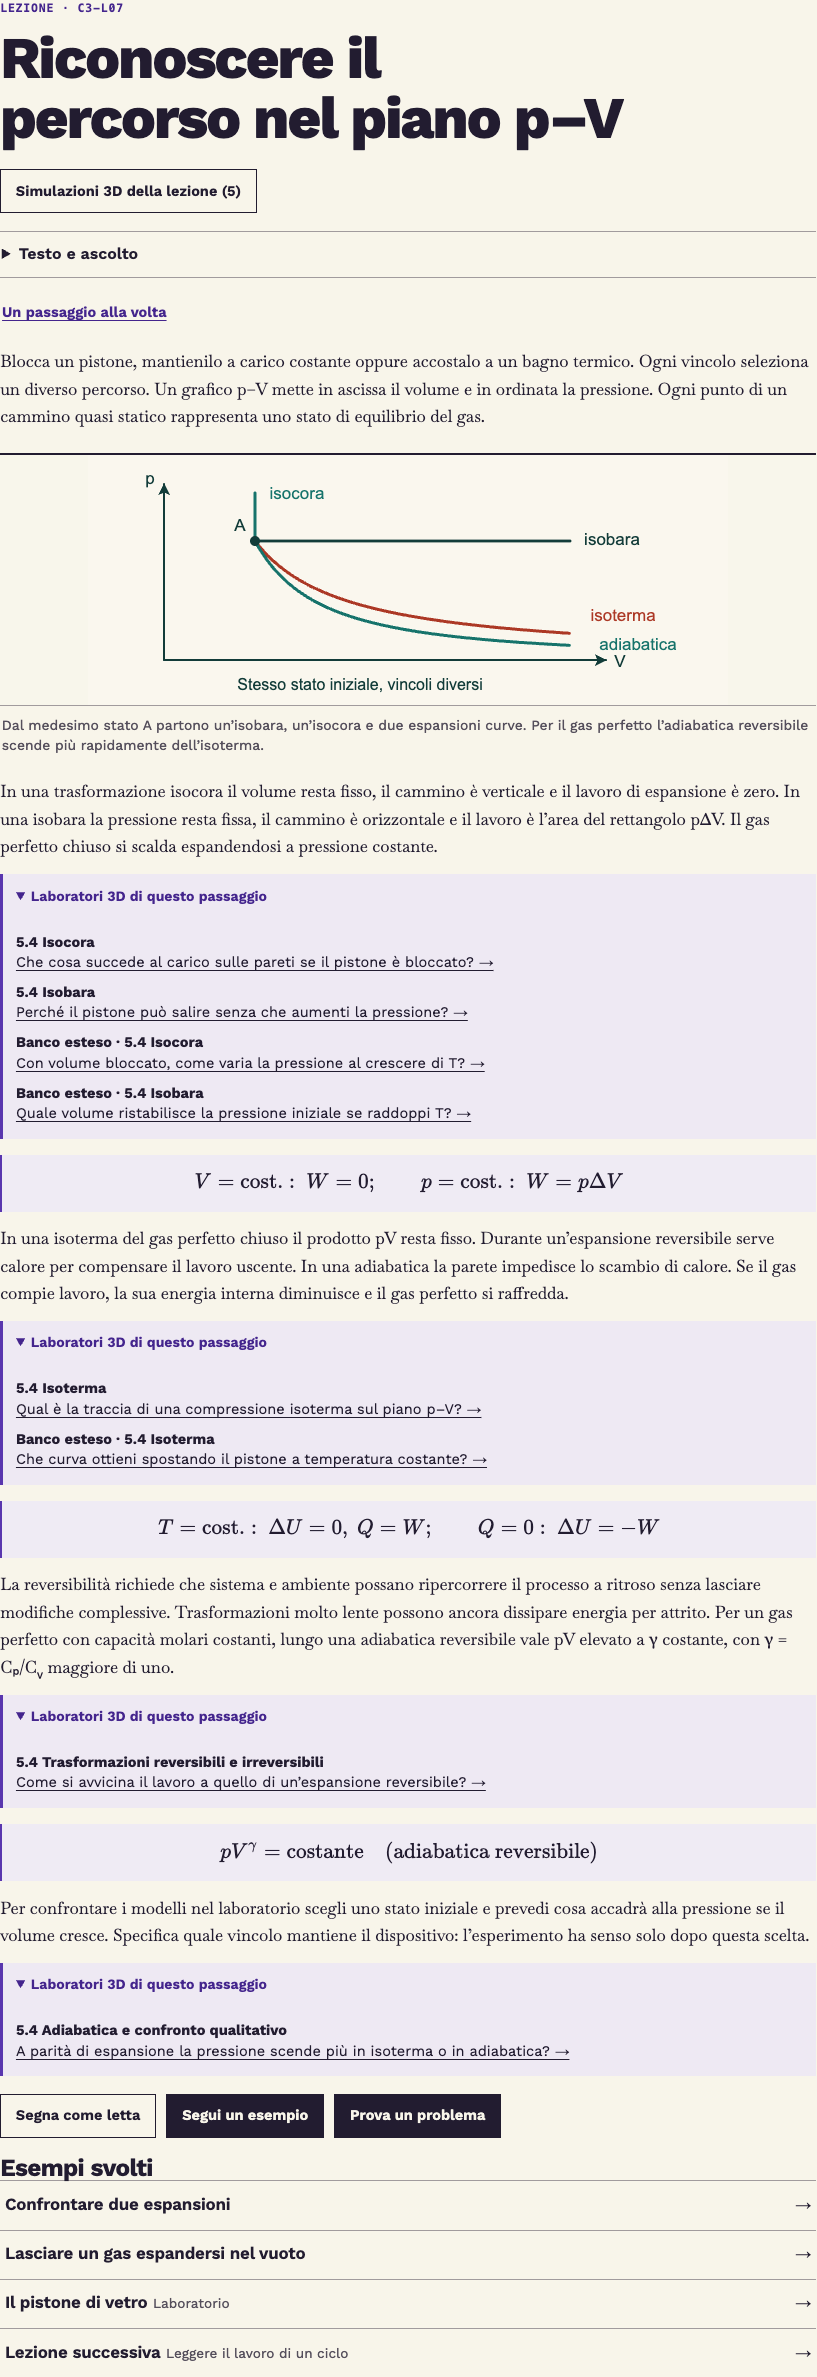 LEZIONE · C3–L07
Riconoscere il
percorso nel piano p–V
Simulazioni 3D della lezione (5)
▶ Testo e ascolto
Un passaggio alla volta
Blocca un pistone, mantienilo a carico costante oppure accostalo a un bagno termico. Ogni vincolo seleziona
un diverso percorso. Un grafico p–V mette in ascissa il volume e in ordinata la pressione. Ogni punto di un
cammino quasi statico rappresenta uno stato di equilibrio del gas.
p
isocora
A
isobara
isoterma
adiabatica
V
Stesso stato iniziale, vincoli diversi
Dal medesimo stato A partono un’isobara, un’isocora e due espansioni curve. Per il gas perfetto l’adiabatica reversibile
scende più rapidamente dell’isoterma.
In una trasformazione isocora il volume resta fisso, il cammino è verticale e il lavoro di espansione è zero. In
una isobara la pressione resta fissa, il cammino è orizzontale e il lavoro è l’area del rettangolo pΔV. Il gas
perfetto chiuso si scalda espandendosi a pressione costante.
▼ Laboratori 3D di questo passaggio
5.4 Isocora
Che cosa succede al carico sulle pareti se il pistone è bloccato? →
5.4 Isobara
Perché il pistone può salire senza che aumenti la pressione? →
Banco esteso · 5.4 Isocora
Con volume bloccato, come varia la pressione al crescere di T? →
Banco esteso · 5.4 Isobara
Quale volume ristabilisce la pressione iniziale se raddoppi T? →
V = cost. : W = 0; p = cost. : W = pΔV
In una isoterma del gas perfetto chiuso il prodotto pV resta fisso. Durante un’espansione reversibile serve
calore per compensare il lavoro uscente. In una adiabatica la parete impedisce lo scambio di calore. Se il gas
compie lavoro, la sua energia interna diminuisce e il gas perfetto si raffredda.
▼ Laboratori 3D di questo passaggio
5.4 Isoterma
Qual è la traccia di una compressione isoterma sul piano p–V? →
Banco esteso · 5.4 Isoterma
Che curva ottieni spostando il pistone a temperatura costante? →
T = cost. : ΔU = 0, Q = W; Q = 0 : ΔU = −W
La reversibilità richiede che sistema e ambiente possano ripercorrere il processo a ritroso senza lasciare
modifiche complessive. Trasformazioni molto lente possono ancora dissipare energia per attrito. Per un gas
perfetto con capacità molari costanti, lungo una adiabatica reversibile vale pV elevato a γ costante, con γ =
Cₚ/Cᵥ maggiore di uno.
▼ Laboratori 3D di questo passaggio
5.4 Trasformazioni reversibili e irreversibili
Come si avvicina il lavoro a quello di un’espansione reversibile? →
pV^γ = costante (adiabatica reversibile)
Per confrontare i modelli nel laboratorio scegli uno stato iniziale e prevedi cosa accadrà alla pressione se il
volume cresce. Specifica quale vincolo mantiene il dispositivo: l’esperimento ha senso solo dopo questa scelta.
▼ Laboratori 3D di questo passaggio
5.4 Adiabatica e confronto qualitativo
A parità di espansione la pressione scende più in isoterma o in adiabatica? →
Segna come letta Segui un esempio Prova un problema
Esempi svolti
Confrontare due espansioni →
Lasciare un gas espandersi nel vuoto →
Il pistone di vetro Laboratorio →
Lezione successiva Leggere il lavoro di un ciclo →